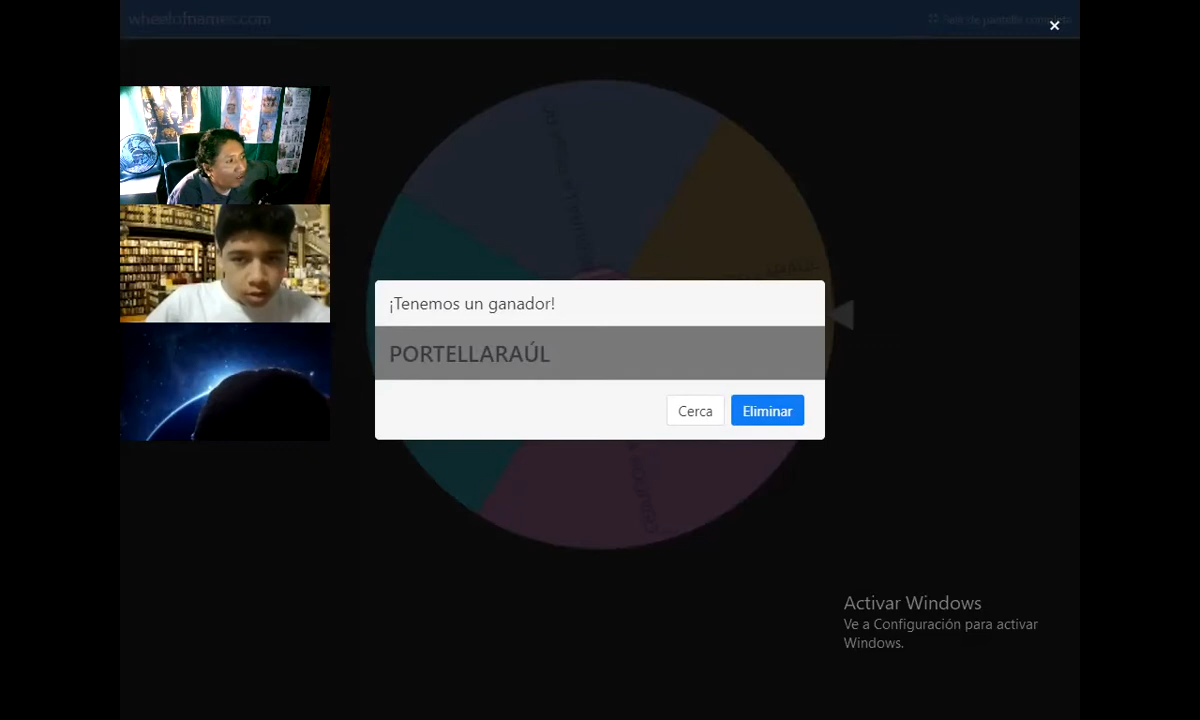 wheelofnames.com
¡Tenemos un ganador!
PORTELLARAÚL
Cerca
Eliminar
Activar Windows
Ve a Configuración para activar
Windows.